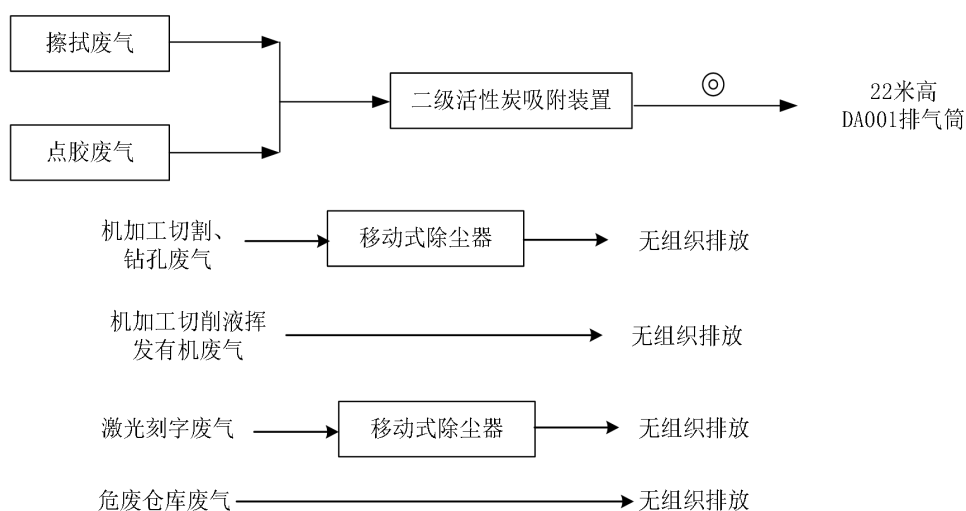 擦拭废气
点胶废气
二级活性炭吸附装置
22米高
DA001排气筒
机加工切割、
钻孔废气
移动式除尘器
无组织排放
机加工切削液挥
发有机废气
无组织排放
激光刻字废气
移动式除尘器
无组织排放
危废仓库废气
无组织排放